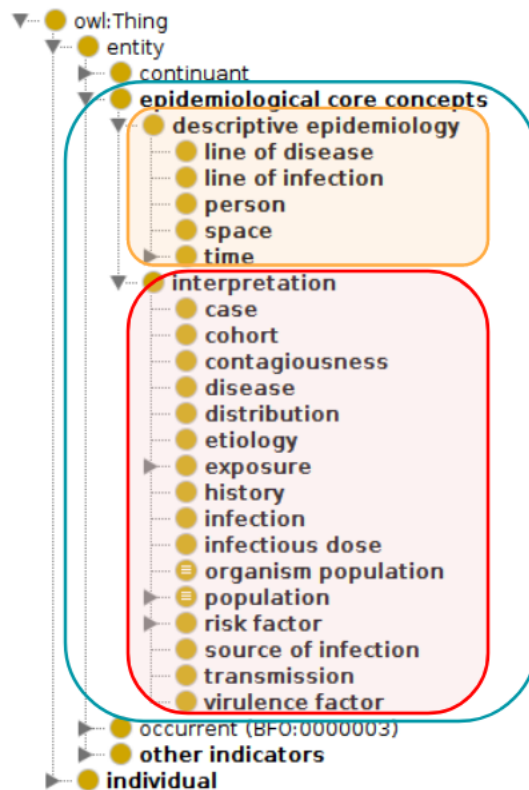 owl:Thing
entity
continuant
epidemiological core concepts
descriptive epidemiology
line of disease
line of infection
person
space
time
interpretation
case
cohort
contagiousness
disease
distribution
etiology
exposure
history
infection
infectious dose
organism population
population
risk factor
source of infection
transmission
virulence factor
occurrent (BFO:0000003)
other indicators
individual